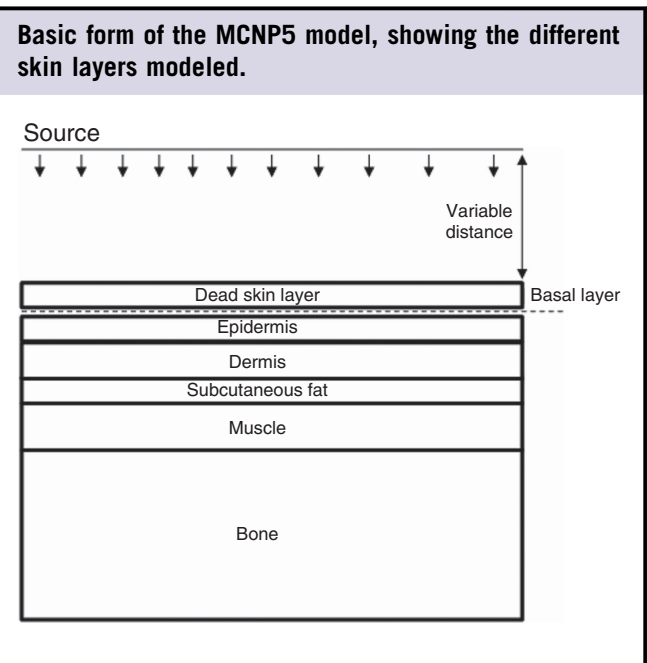 Basic form of the MCNP5 model, showing the different
skin layers modeled.
Source
Variable
distance
Dead skin layer
Basal layer
Epidermis
Dermis
Subcutaneous fat
Muscle
Bone